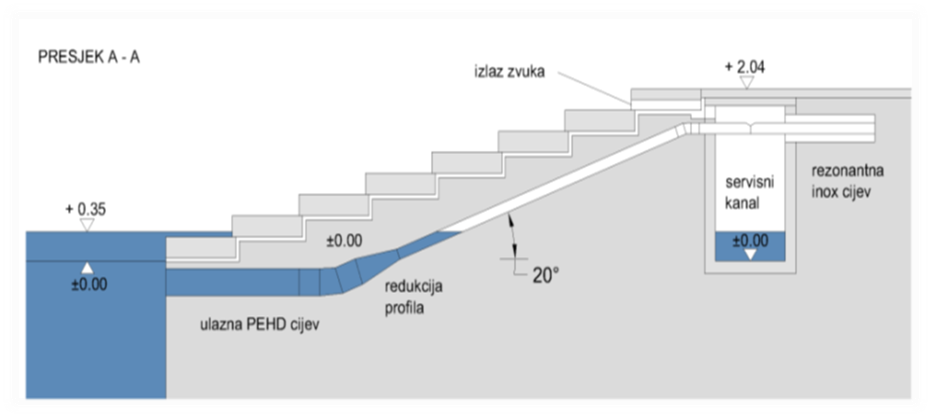 PRESJEK A - A
izlaz zvuka
+ 2.04
rezonantna
inox cijev
servisni
kanal
+ 0.35
±0.00
±0.00
±0.00
20°
redukcija
profila
ulazna PEHD cijev